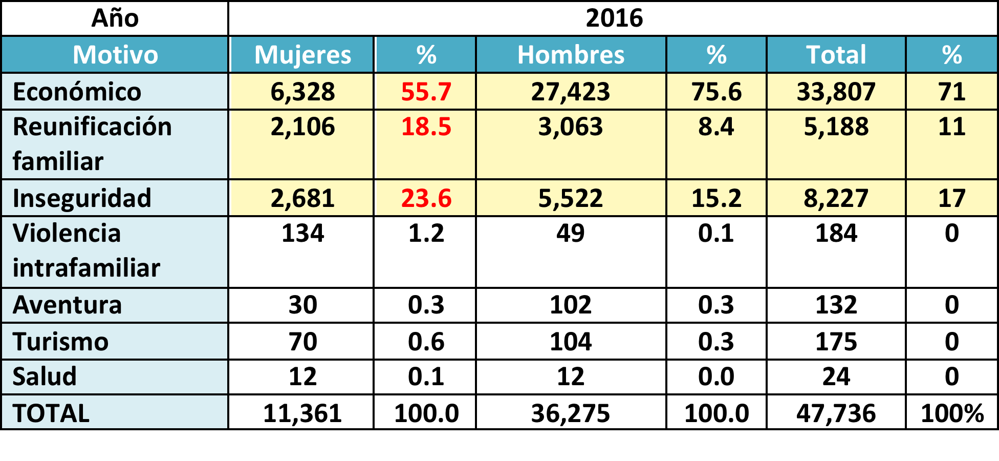 Año 2016
Motivo Mujeres % Hombres % Total %
Económico 6,328 55.7 27,423 75.6 33,807 71
Reunificación 2,106 18.5 3,063 8.4 5,188 11
familiar
Inseguridad 2,681 23.6 5,522 15.2 8,227 17
Violencia 134 1.2 49 0.1 184 0
intrafamiliar
Aventura 30 0.3 102 0.3 132 0
Turismo 70 0.6 104 0.3 175 0
Salud 12 0.1 12 0.0 24 0
TOTAL 11,361 100.0 36,275 100.0 47,736 100%